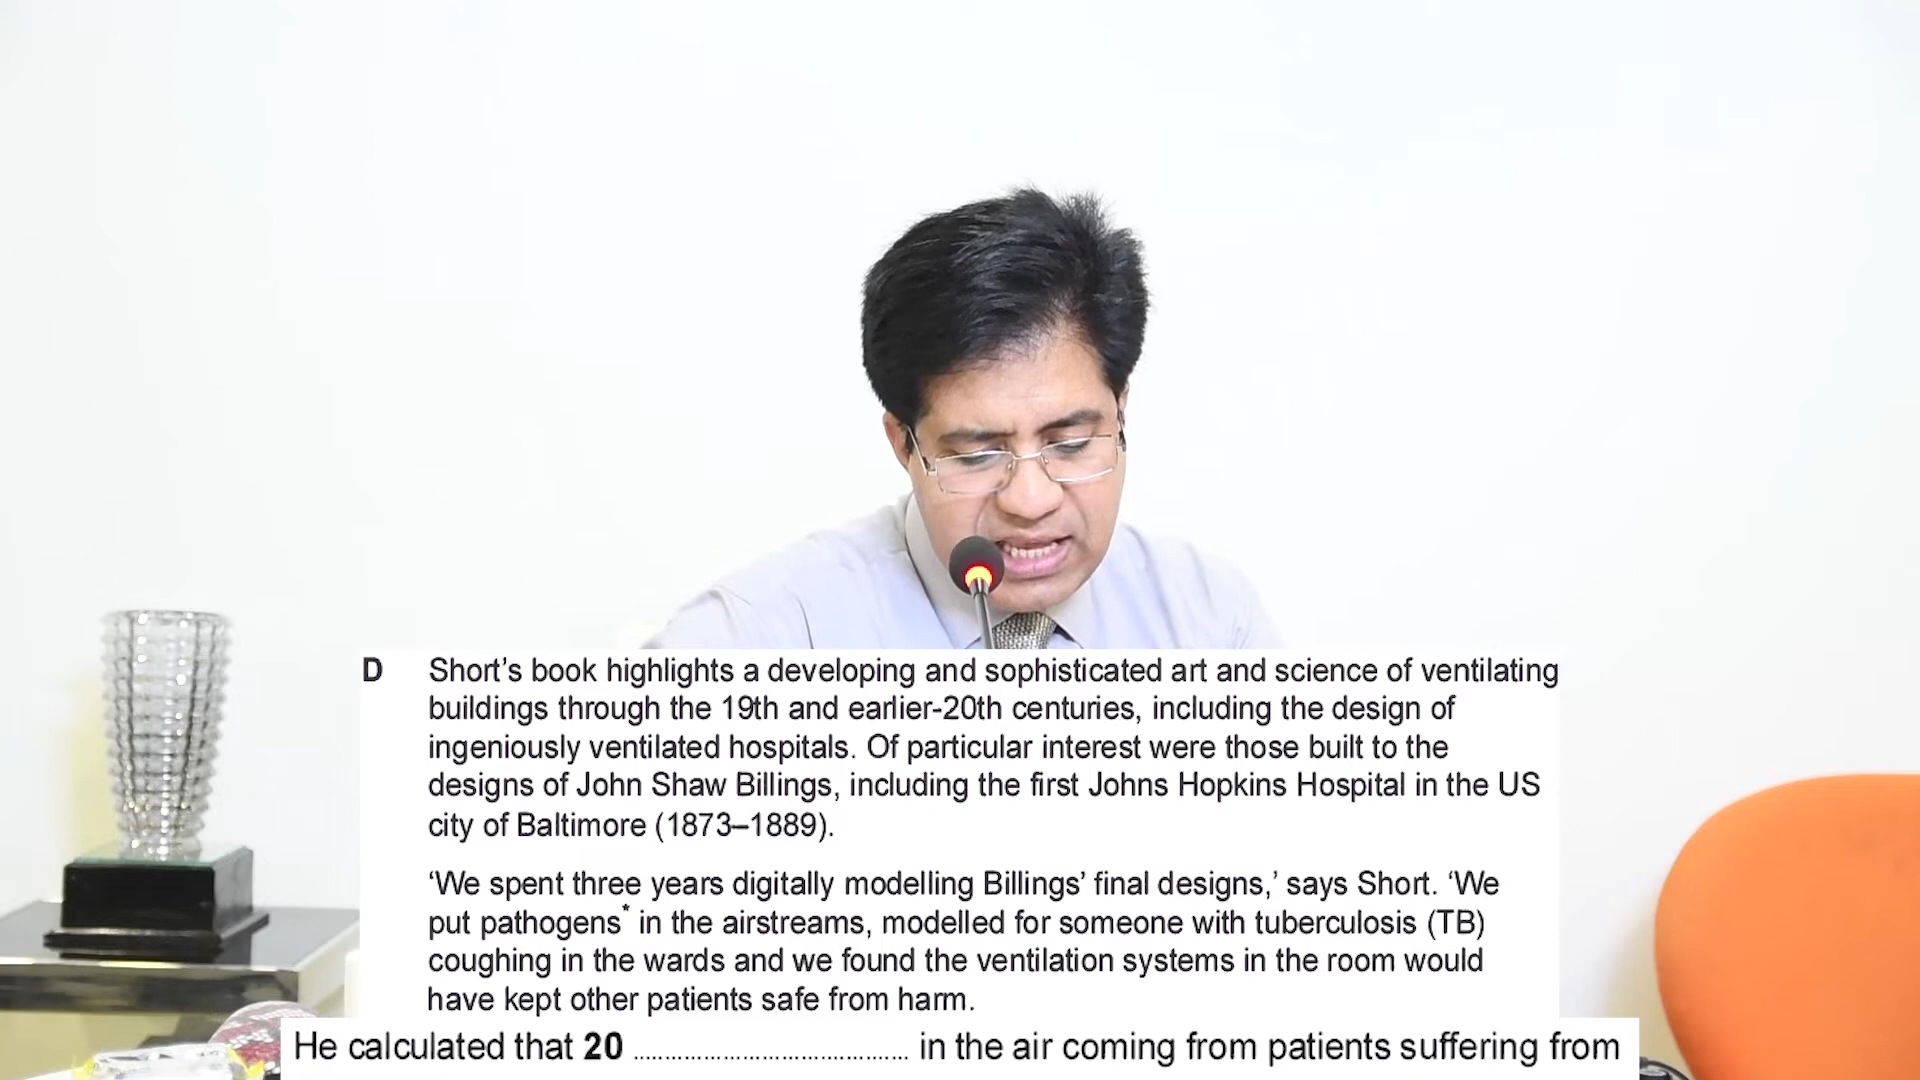 D Short’s book highlights a developing and sophisticated art and science of ventilating
buildings through the 19th and earlier-20th centuries, including the design of
ingeniously ventilated hospitals. Of particular interest were those built to the
designs of John Shaw Billings, including the first Johns Hopkins Hospital in the US
city of Baltimore (1873–1889).
‘We spent three years digitally modelling Billings’ final designs,’ says Short. ‘We
put pathogens* in the airstreams, modelled for someone with tuberculosis (TB)
coughing in the wards and we found the ventilation systems in the room would
have kept other patients safe from harm.
He calculated that 20 ............................................ in the air coming from patients suffering from